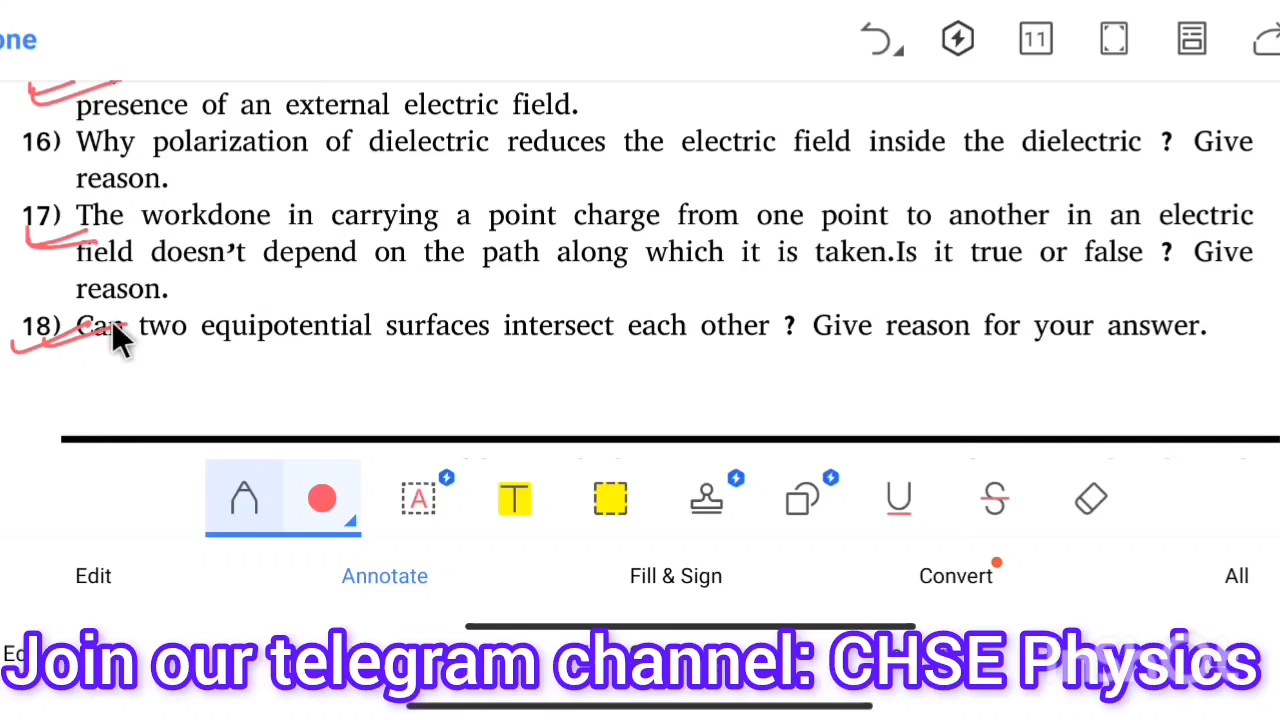 one
11
presence of an external electric field.
16) Why polarization of dielectric reduces the electric field inside the dielectric ? Give
reason.
17) The workdone in carrying a point charge from one point to another in an electric
field doesn't depend on the path along which it is taken.Is it true or false ? Give
reason.
18) Can two equipotential surfaces intersect each other ? Give reason for your answer.
A T U S
Edit Annotate Fill & Sign Convert All
Join our telegram channel: CHSE Physics